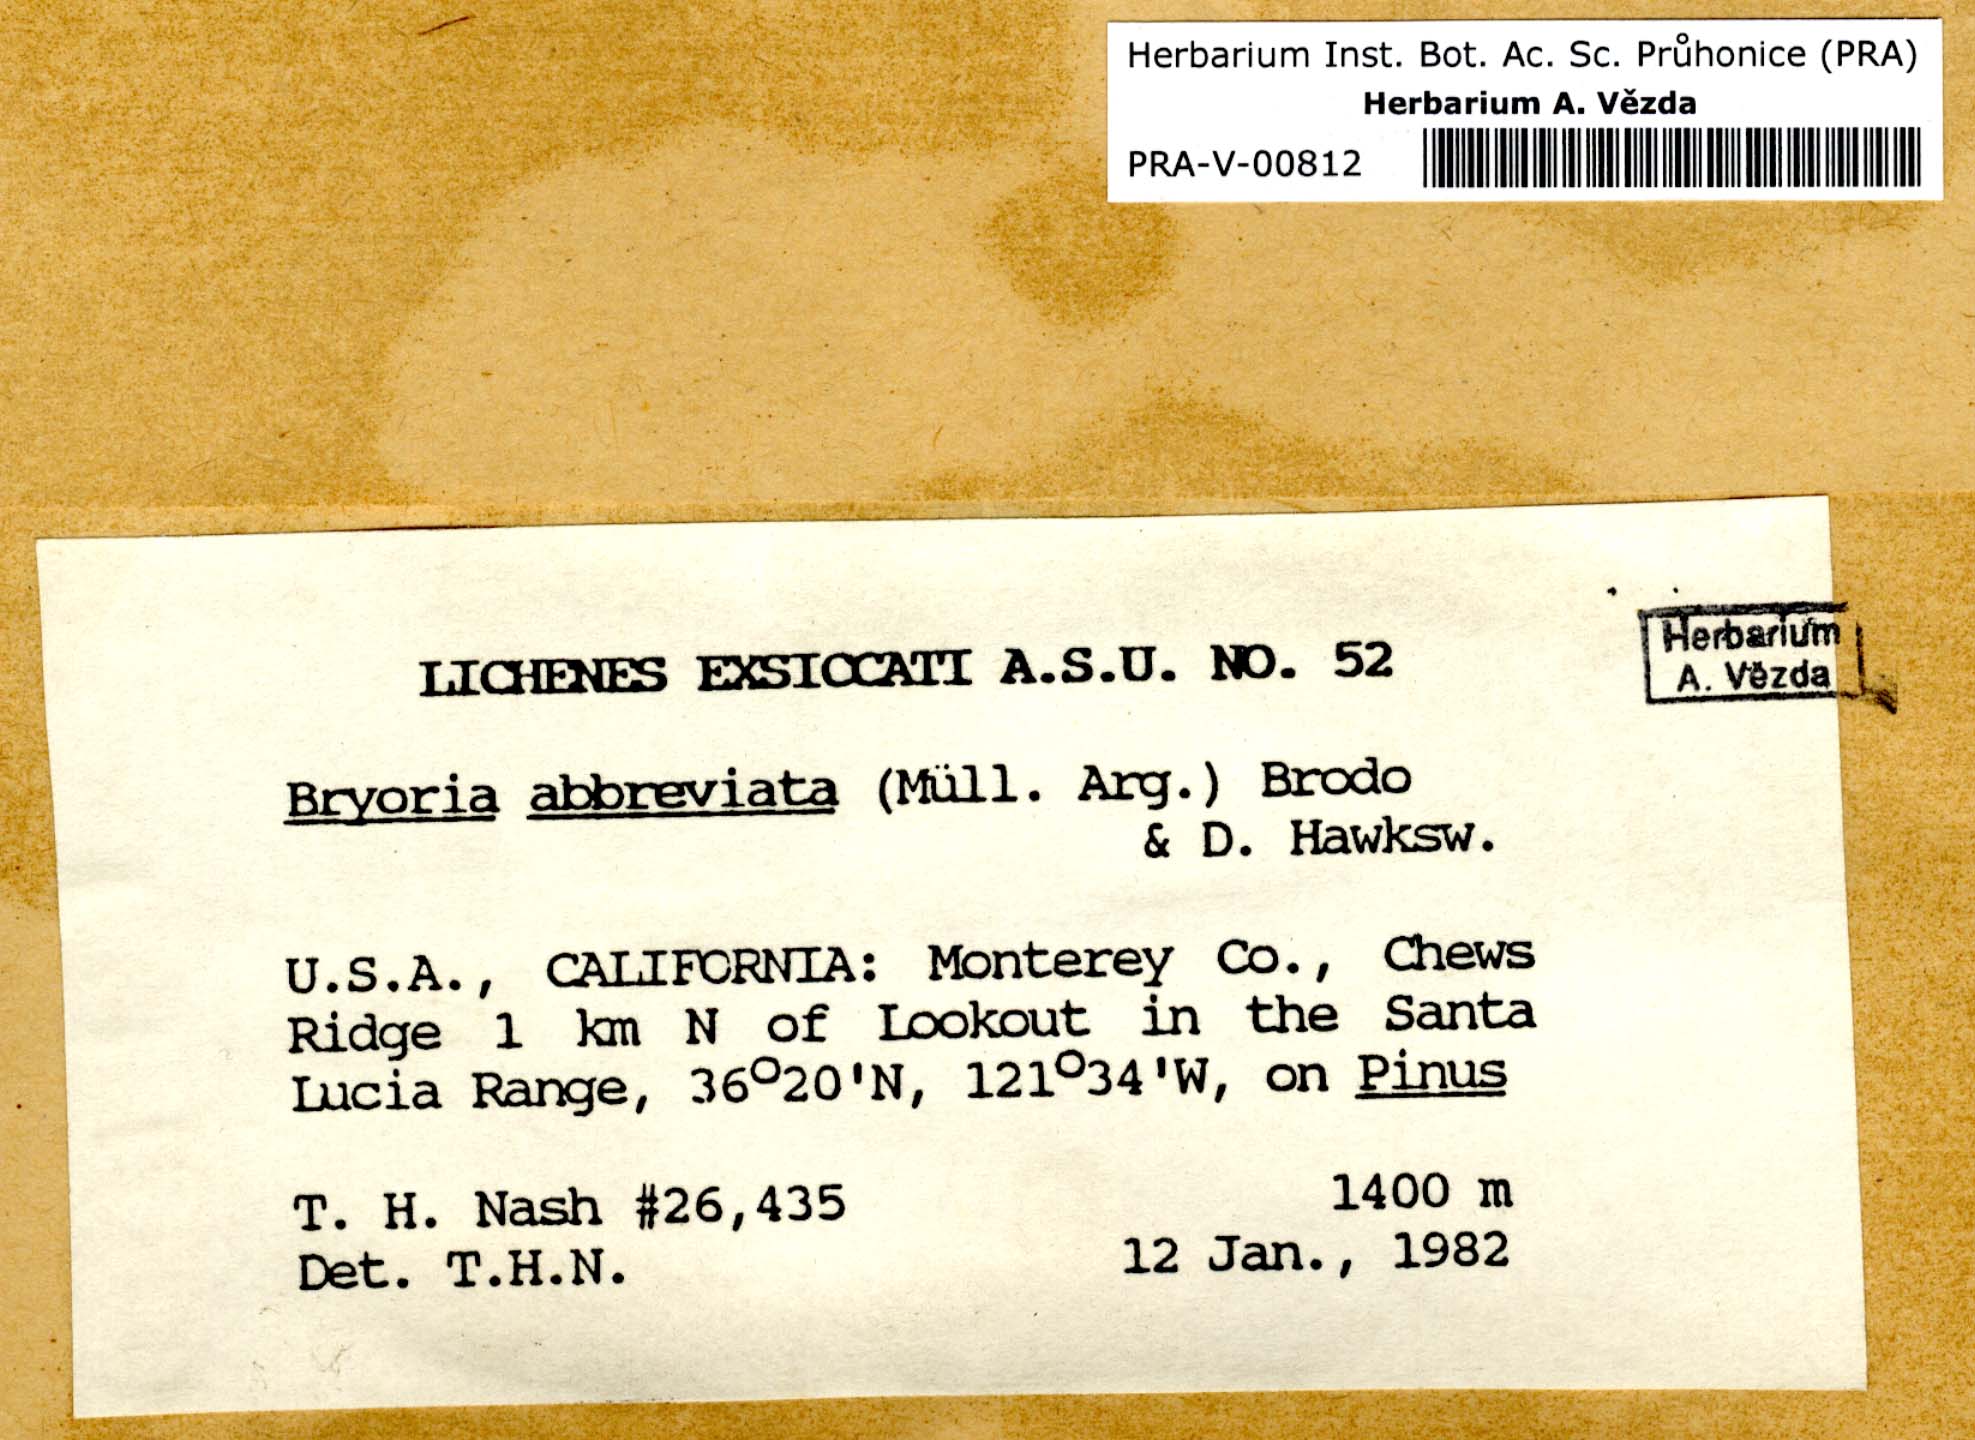 Herbarium Inst. Bot. Ac. Sc. Průhonice (PRA)
Herbarium A. Vězda
PRA-V-00812
LICHENES EXSICCATI A.S.U. NO. 52
Herbarium
A. Vězda
Bryoria abbreviata (Müll. Arg.) Brodo
& D. Hawksw.
U.S.A., CALIFORNIA: Monterey Co., Chews
Ridge 1 km N of Lookout in the Santa
Lucia Range, 36°20'N, 121°34'W, on Pinus
T. H. Nash #26,435 1400 m
Det. T.H.N. 12 Jan., 1982